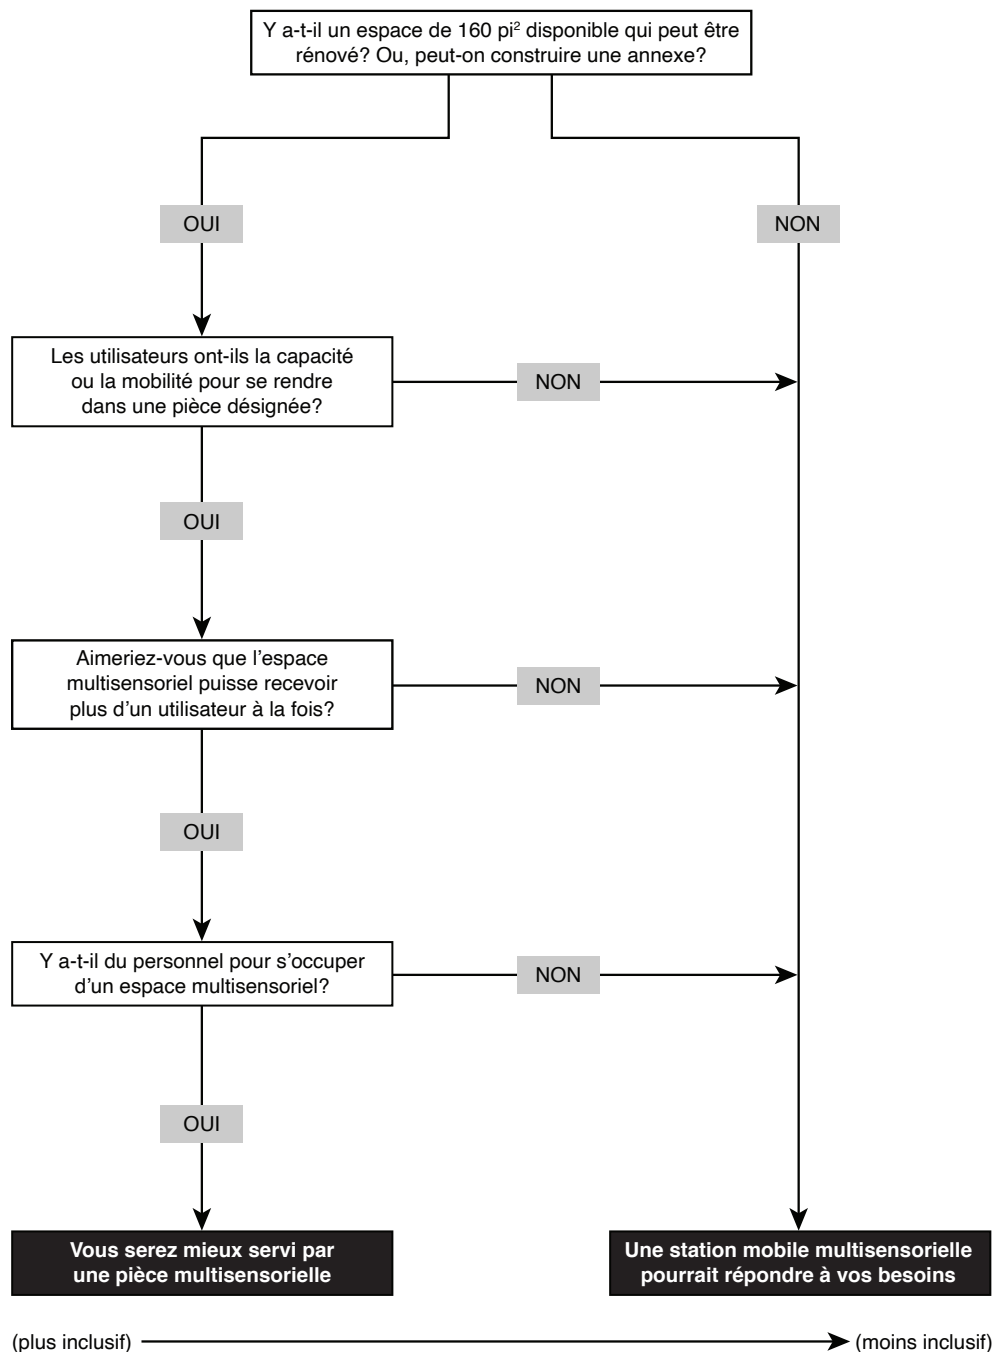 Y a-t-il un espace de 160 pi² disponible qui peut être
rénové? Ou, peut-on construire une annexe?
OUI
NON
Les utilisateurs ont-ils la capacité
ou la mobilité pour se rendre
dans une pièce désignée?
NON
OUI
Aimeriez-vous que l’espace
multisensoriel puisse recevoir
plus d’un utilisateur à la fois?
NON
OUI
Y a-t-il du personnel pour s’occuper
d’un espace multisensoriel?
NON
OUI
Vous serez mieux servi par
une pièce multisensorielle
Une station mobile multisensorielle
pourrait répondre à vos besoins
(plus inclusif)
(moins inclusif)